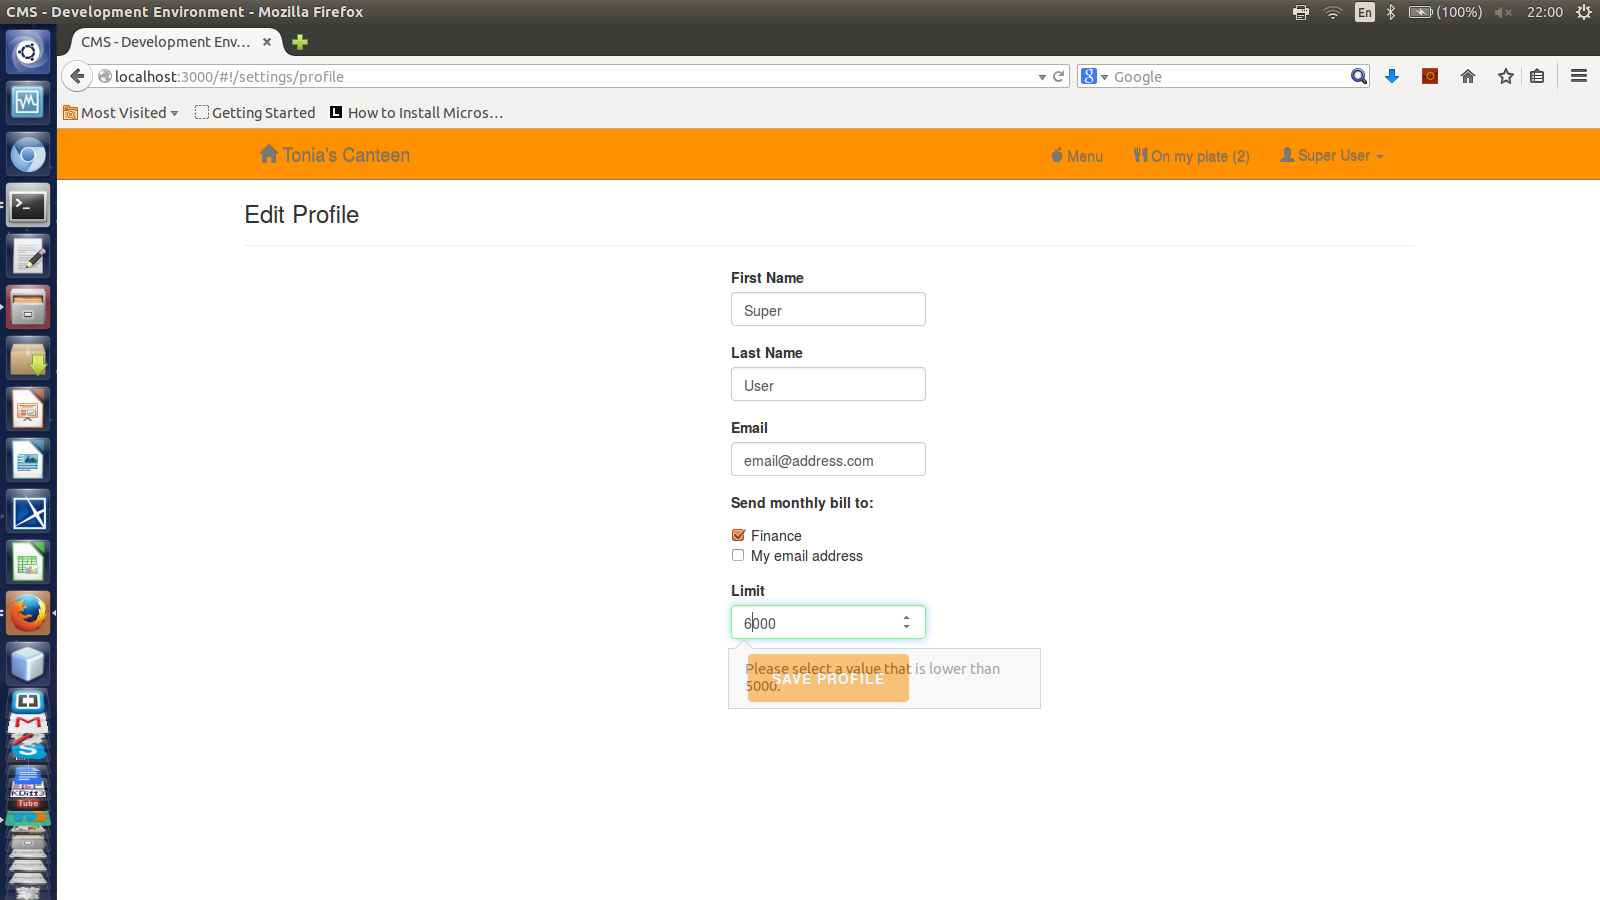 CMS - Development Environment - Mozilla Firefox
En
(100%)
22:00
CMS - Development Env...
localhost:3000/#!/settings/profile
Google
Most Visited
Getting Started
How to Install Micros...
Tonia's Canteen
Menu
On my plate (2)
Super User
Edit Profile
First Name
Super
Last Name
User
Email
email@address.com
Send monthly bill to:
Finance
My email address
Limit
6000
Please select a value that is lower than
5000.
SAVE PROFILE
KDiff3
Tube